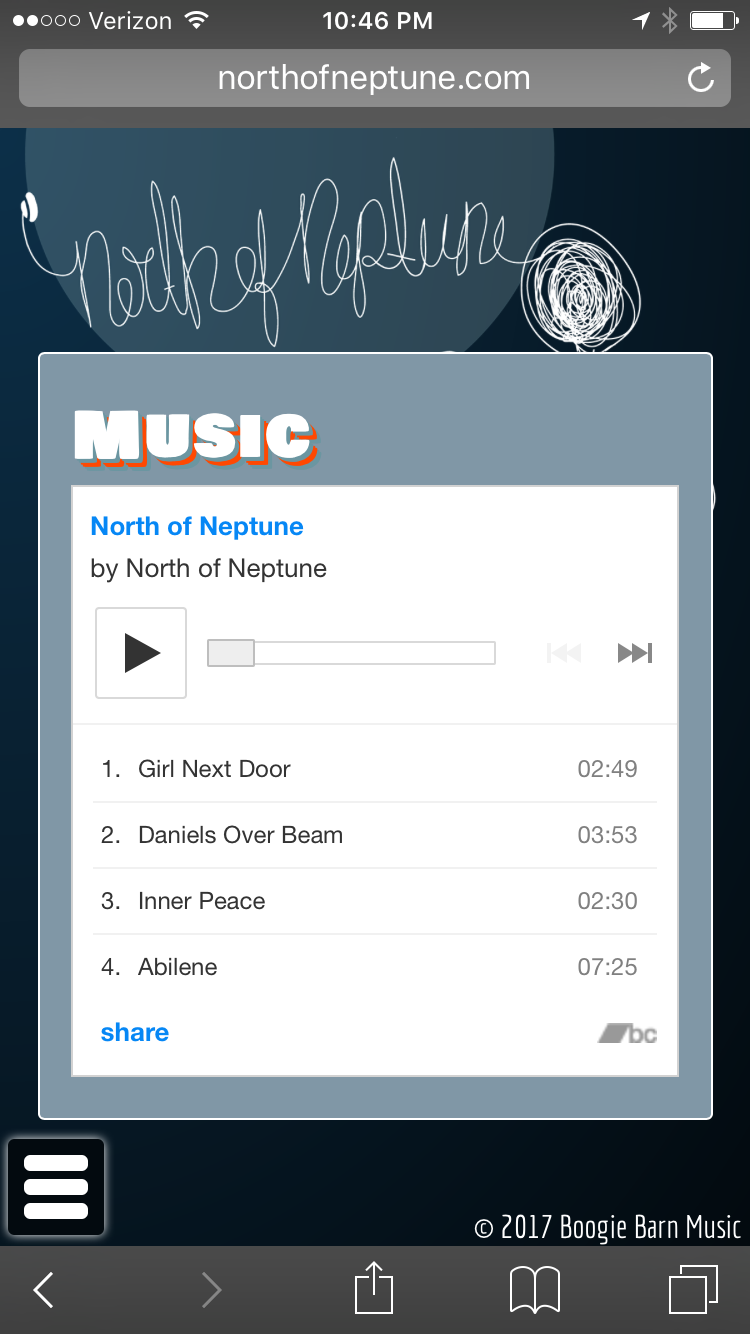 Verizon 10:46 PM
northofneptune.com
North of Neptune
Music
North of Neptune
by North of Neptune
1. Girl Next Door 02:49
2. Daniels Over Beam 03:53
3. Inner Peace 02:30
4. Abilene 07:25
share bc
© 2017 Boogie Barn Music